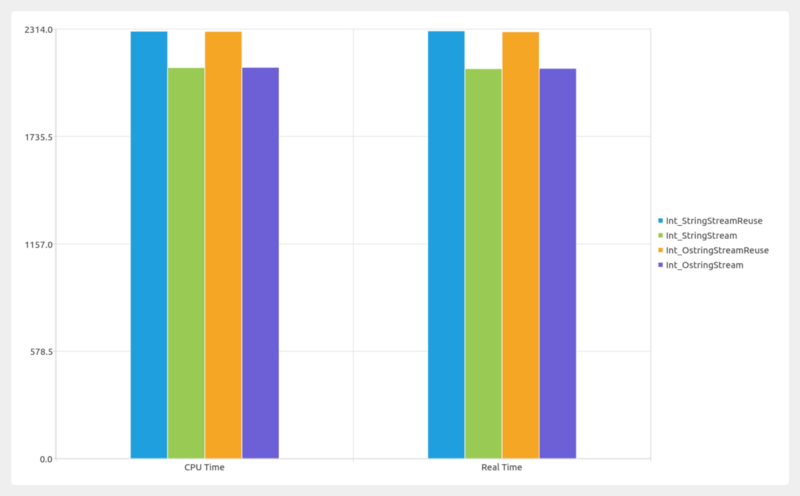 2314.0
1735.5
1157.0
578.5
0.0
CPU Time
Real Time
Int_StringStreamReuse
Int_StringStream
Int_OstringStreamReuse
Int_OstringStream